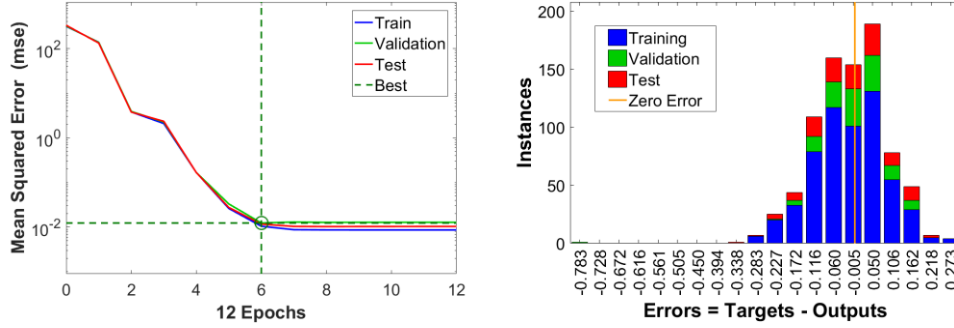 Mean Squared Error (mse)
10^2
10^0
10^-2
Train
Validation
Test
Best
0
2
4
6
8
10
12
12 Epochs
Instances
200
150
100
50
0
Training
Validation
Test
Zero Error
-0.783
-0.728
-0.672
-0.616
-0.561
-0.505
-0.450
-0.394
-0.338
-0.283
-0.227
-0.172
-0.116
-0.060
-0.005
0.050
0.106
0.162
0.218
0.273
Errors = Targets - Outputs